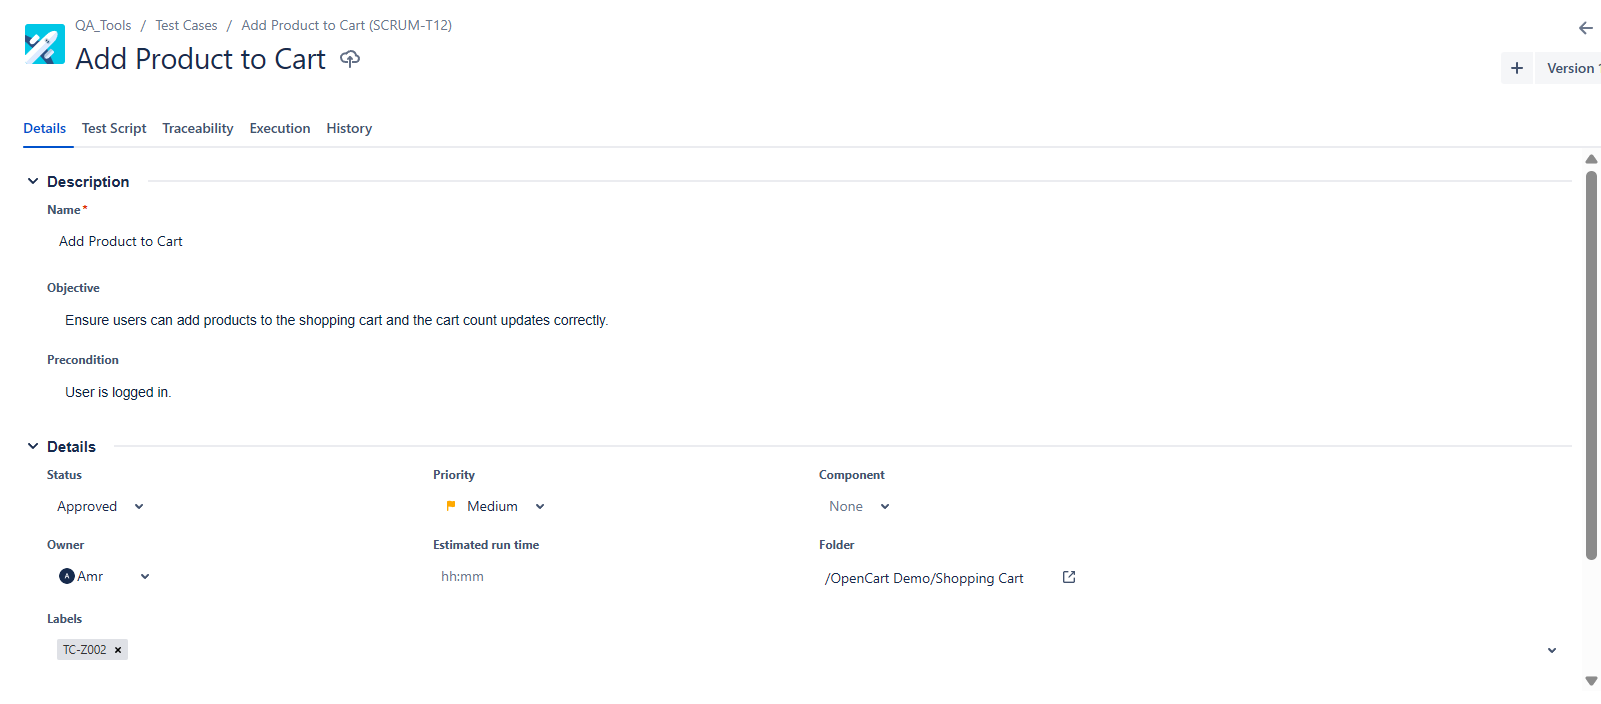 QA_Tools / Test Cases / Add Product to Cart (SCRUM-T12)
Add Product to Cart
Version
Details Test Script Traceability Execution History
Description
Name*
Add Product to Cart
Objective
Ensure users can add products to the shopping cart and the cart count updates correctly.
Precondition
User is logged in.
Details
Status Priority Component
Approved Medium None
Owner Estimated run time Folder
A Amr hh:mm /OpenCart Demo/Shopping Cart
Labels
TC-Z002 ×